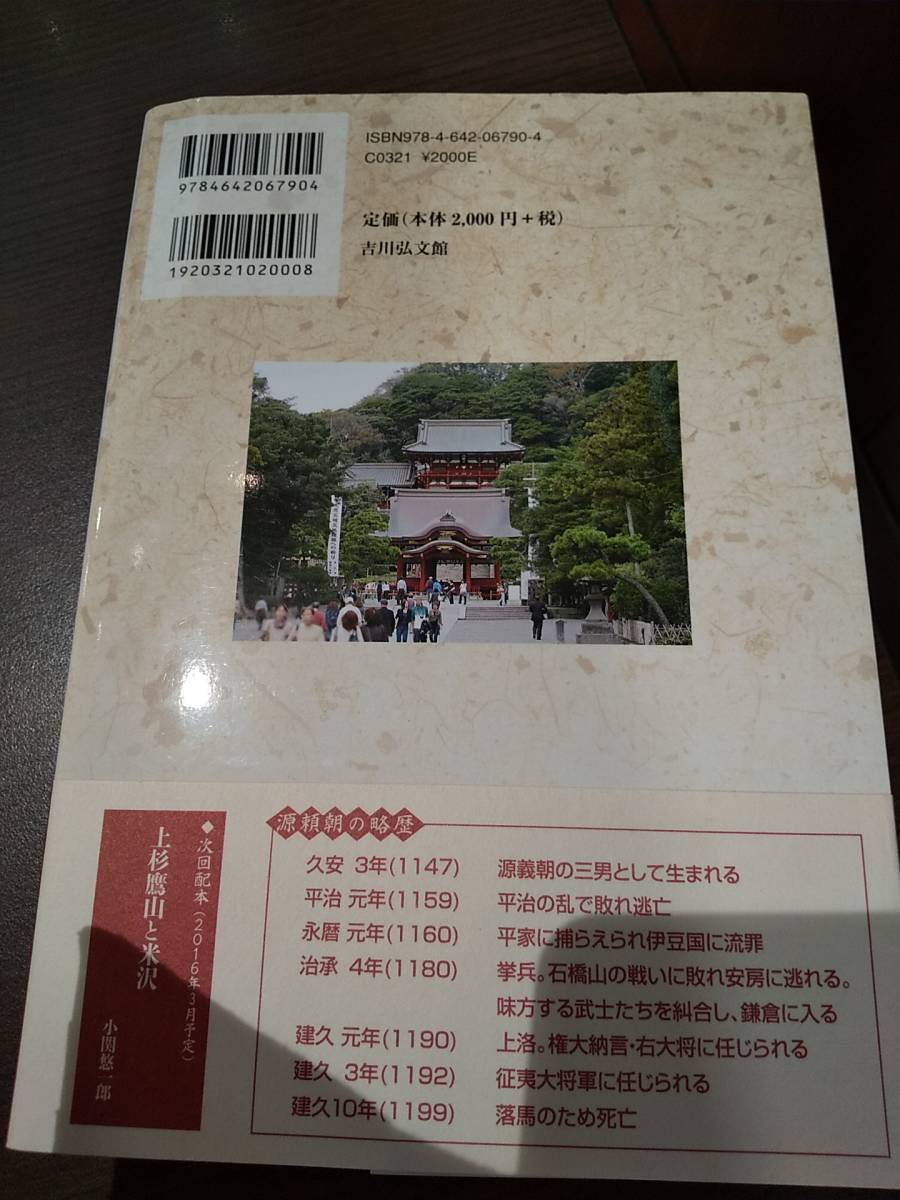 ISBN978-4-642-06790-4
C0321 ¥2000E
9784642067904
定価(本体2,000円+税)
吉川弘文館
1920321020008
源頼朝の略歴
久安 3年(1147) 源義朝の三男として生まれる
平治 元年(1159) 平治の乱で敗れ逃亡
永暦 元年(1160) 平家に捕らえられ伊豆国に流罪
治承 4年(1180) 挙兵。石橋山の戦いに敗れ安房に逃れる。
味方する武士たちを糾合し、鎌倉に入る
建久 元年(1190) 上洛。権大納言・右大将に任じられる
建久 3年(1192) 征夷大将軍に任じられる
建久10年(1199) 落馬のため死亡
◆次回配本(2016年3月予定)
上杉鷹山と米沢
小関悠一郎